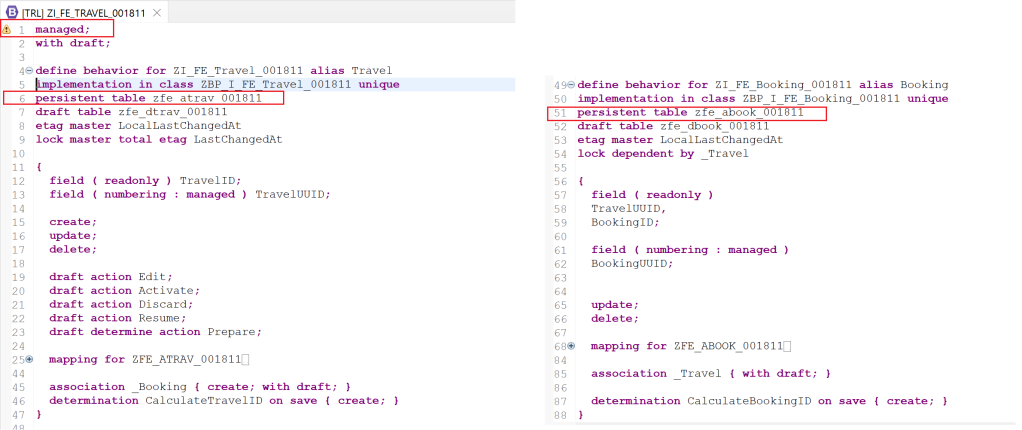 [TRL] ZI_FE_TRAVEL_001811
1 managed;
2 with draft;
3
4 define behavior for ZI_FE_Travel_001811 alias Travel
5 implementation in class ZBP_I_FE_Travel_001811 unique
6 persistent table zfe_atrav_001811
7 draft table zfe_dtrav_001811
8 etag master LocalLastChangedAt
9 lock master total etag LastChangedAt
10
11 {
12 field ( readonly ) TravelID;
13 field ( numbering : managed ) TravelUUID;
14
15 create;
16 update;
17 delete;
18
19 draft action Edit;
20 draft action Activate;
21 draft action Discard;
22 draft action Resume;
23 draft determine action Prepare;
24
25 mapping for ZFE_ATRAV_001811
44
45 association _Booking { create; with draft; }
46 determination CalculateTravelID on save { create; }
47 }
48
49 define behavior for ZI_FE_Booking_001811 alias Booking
50 implementation in class ZBP_I_FE_Booking_001811 unique
51 persistent table zfe_abook_001811
52 draft table zfe_dbook_001811
53 etag master LocalLastChangedAt
54 lock dependent by _Travel
55
56 {
57 field ( readonly )
58 TravelUUID,
59 BookingID;
60
61 field ( numbering : managed )
62 BookingUUID;
63
64
65 update;
66 delete;
67
68 mapping for ZFE_ABOOK_001811
84
85 association _Travel { with draft; }
86
87 determination CalculateBookingID on save { create; }
88 }